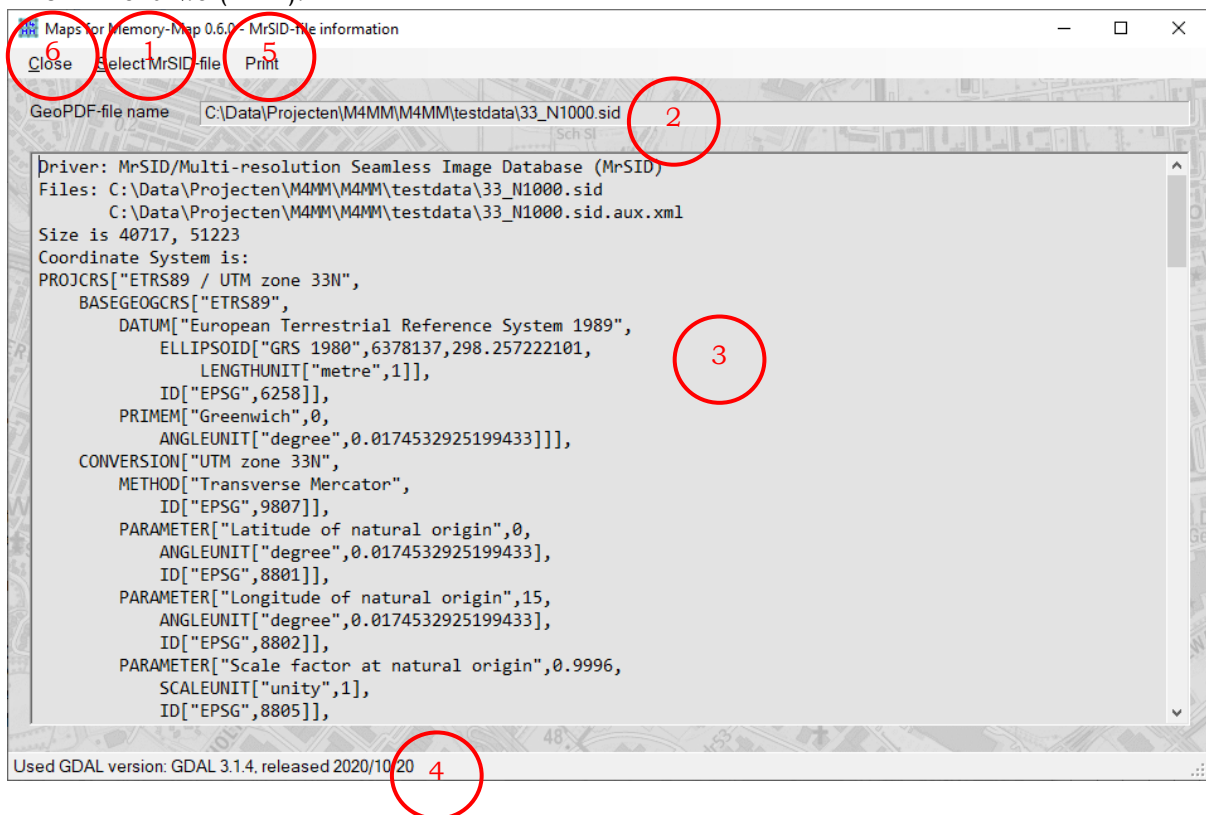 Maps for Memory-Map 0.6.0 - MrSID-file information
6 1 5
Close Select MrSID-file Print
GeoPDF-file name C:\Data\Projecten\M4MM\M4MM\testdata\33_N1000.sid 2
0.2 Sch Sl
Driver: MrSID/Multi-resolution Seamless Image Database (MrSID)
Files: C:\Data\Projecten\M4MM\M4MM\testdata\33_N1000.sid
C:\Data\Projecten\M4MM\M4MM\testdata\33_N1000.sid.aux.xml
Size is 40717, 51223
Coordinate System is:
PROJCRS["ETRS89 / UTM zone 33N",
BASEGEOGCRS["ETRS89",
DATUM["European Terrestrial Reference System 1989",
ELLIPSOID["GRS 1980",6378137,298.257222101,
3
LENGTHUNIT["metre",1]],
ID["EPSG",6258]],
PRIMEM["Greenwich",0,
ANGLEUNIT["degree",0.0174532925199433]]],
CONVERSION["UTM zone 33N",
METHOD["Transverse Mercator",
ID["EPSG",9807]],
PARAMETER["Latitude of natural origin",0,
ANGLEUNIT["degree",0.0174532925199433],
ID["EPSG",8801]],
PARAMETER["Longitude of natural origin",15,
ANGLEUNIT["degree",0.0174532925199433],
ID["EPSG",8802]],
PARAMETER["Scale factor at natural origin",0.9996,
SCALEUNIT["unity",1],
ID["EPSG",8805]],
48 53
Used GDAL version: GDAL 3.1.4, released 2020/10/20 4